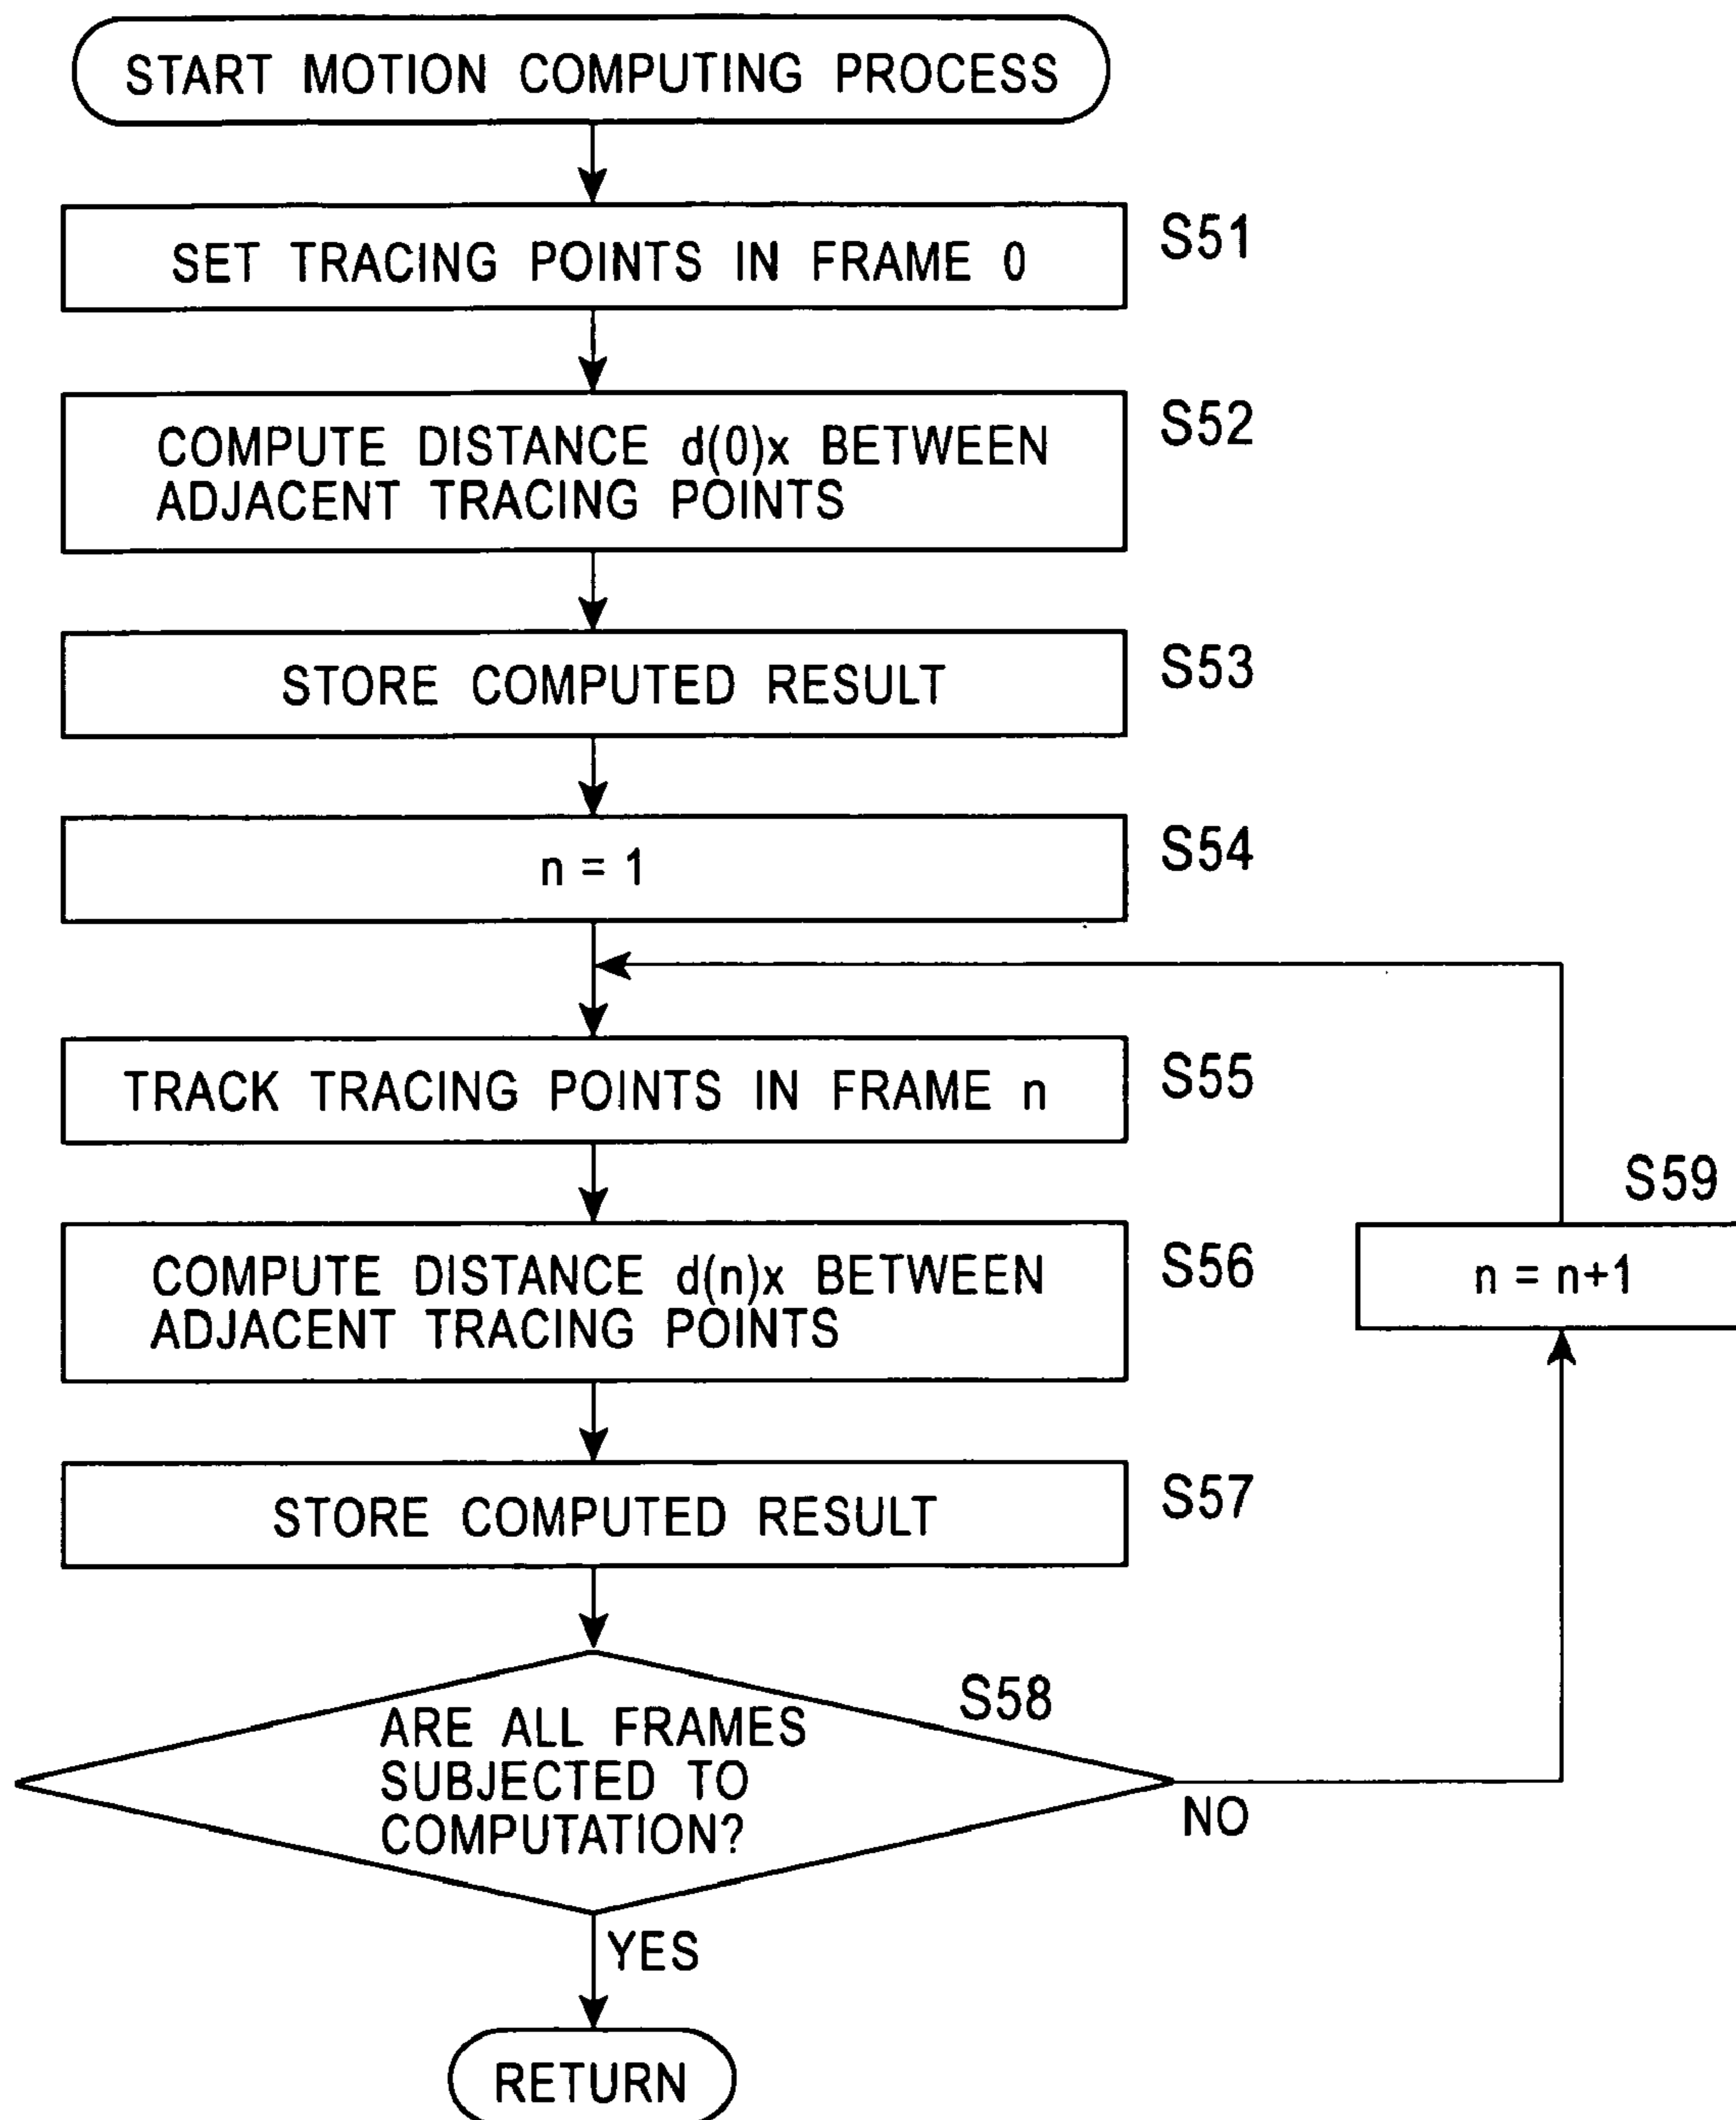 START MOTION COMPUTING PROCESS
SET TRACING POINTS IN FRAME 0
S51
COMPUTE DISTANCE d(0)x BETWEEN
ADJACENT TRACING POINTS
S52
STORE COMPUTED RESULT
S53
n = 1
S54
TRACK TRACING POINTS IN FRAME n
S55
COMPUTE DISTANCE d(n)x BETWEEN
ADJACENT TRACING POINTS
S56
S59
n = n+1
STORE COMPUTED RESULT
S57
ARE ALL FRAMES
SUBJECTED TO
COMPUTATION?
S58
NO
YES
RETURN